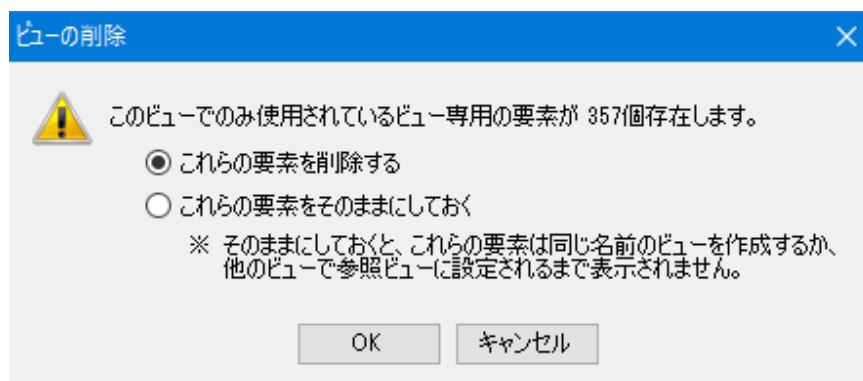 ビューの削除
このビューでのみ使用されているビュー専用の要素が 357個存在します。
これらの要素を削除する
これらの要素をそのままにしておく
※ そのままにしておくと、これらの要素は同じ名前のビューを作成するか、
他のビューで参照ビューに設定されるまで表示されません。
OK
キャンセル